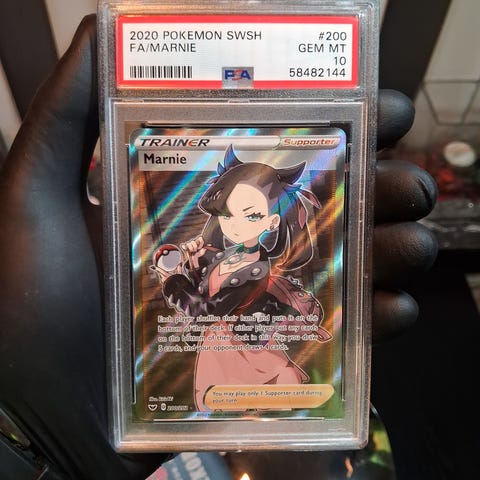 2020 POKEMON SWSH #200
FA/MARNIE GEM MT
10
PSA 58482144
TRAINER Supporter
Marnie
Each player shuffles their hand and puts it on the
bottom of their deck. If either player put any cards
on the bottom of their deck in this way, you draw
5 cards, and your opponent draws 4 cards.
You may play only 1 Supporter card during
your turn.
200/202